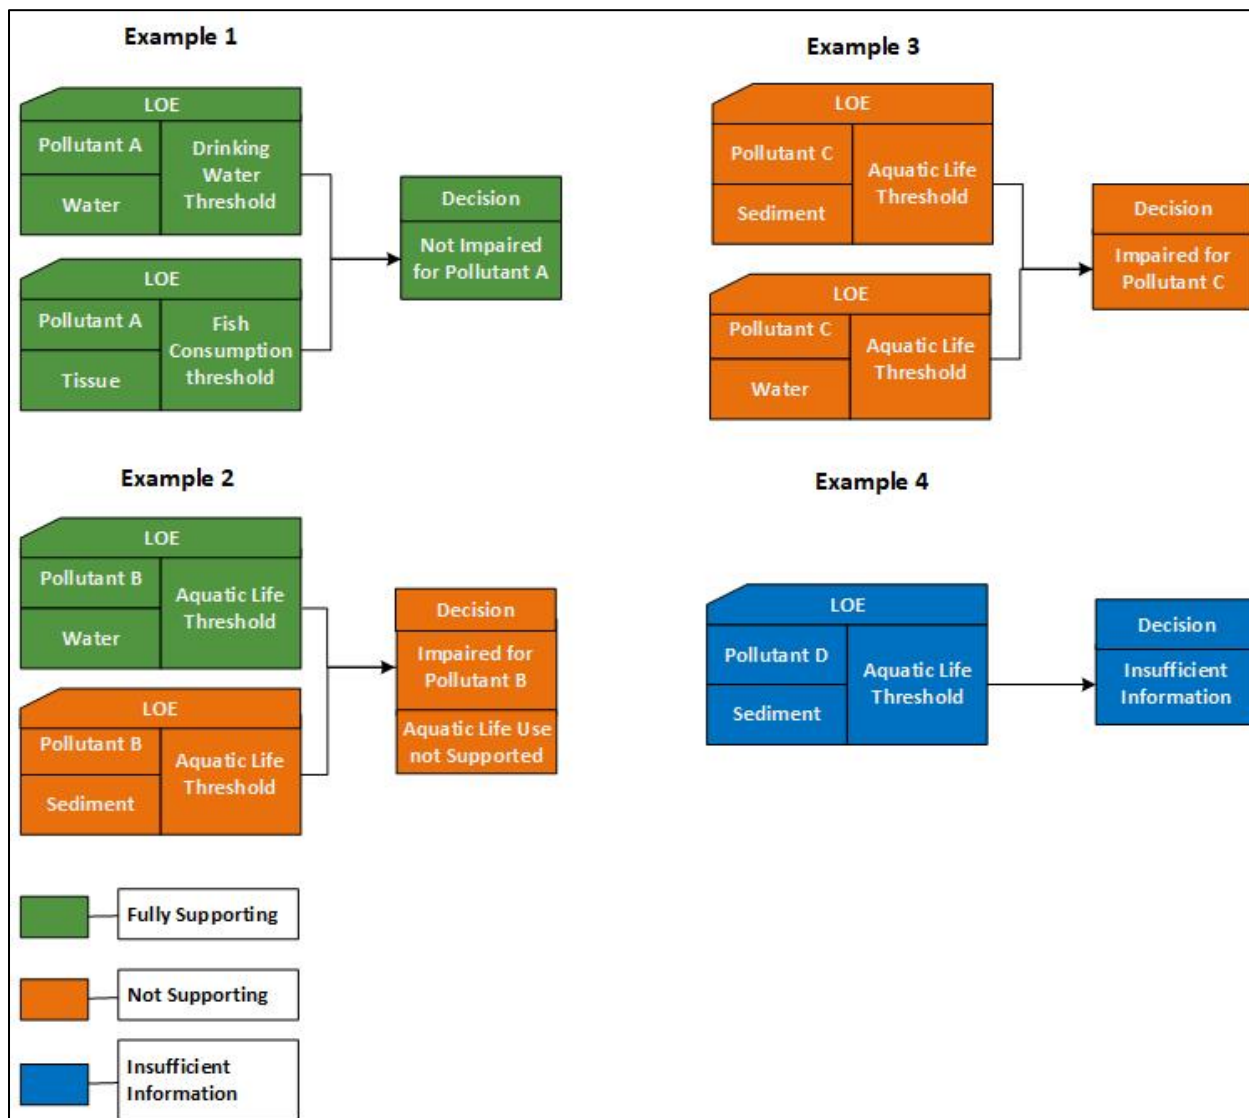 Example 1
LOE
Pollutant A
Water
Drinking
Water
Threshold
LOE
Pollutant A
Tissue
Fish
Consumption
threshold
Decision
Not Impaired
for Pollutant A
Example 3
LOE
Pollutant C
Sediment
Aquatic Life
Threshold
LOE
Pollutant C
Water
Aquatic Life
Threshold
Decision
Impaired for
Pollutant C
Example 2
LOE
Pollutant B
Water
Aquatic Life
Threshold
LOE
Pollutant B
Sediment
Aquatic Life
Threshold
Decision
Impaired for
Pollutant B
Aquatic Life Use
not Supported
Example 4
LOE
Pollutant D
Sediment
Aquatic Life
Threshold
Decision
Insufficient
Information
Fully Supporting
Not Supporting
Insufficient
Information